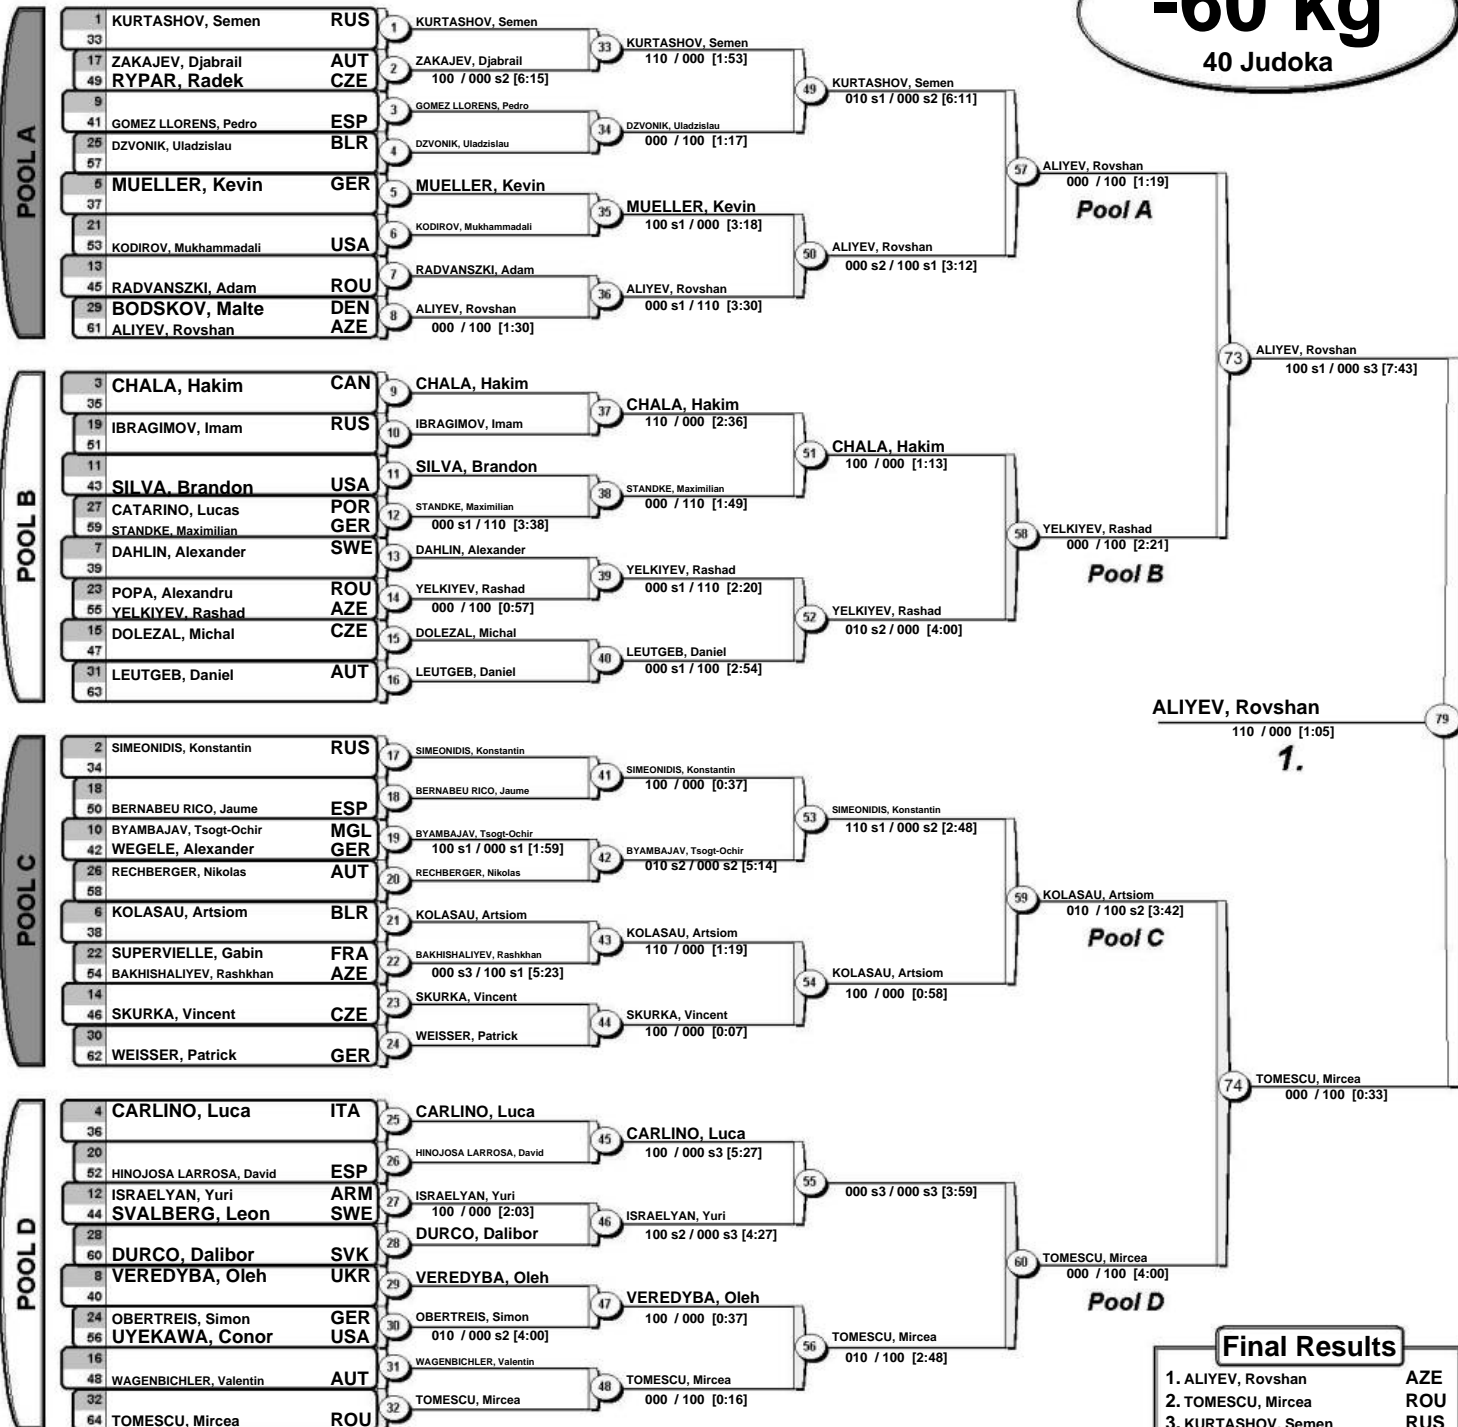 -60 kg
40 Judoka
POOL A
1 KURTASHOV, Semen RUS
33
17 ZAKAJEV, Djabrail AUT
49 RYPAR, Radek CZE
9
41 GOMEZ LLORENS, Pedro ESP
25 DZVONIK, Uladzislau BLR
57
5 MUELLER, Kevin GER
37
21
53 KODIROV, Mukhammadali USA
13
45 RADVANSZKI, Adam ROU
29 BODSKOV, Malte DEN
61 ALIYEV, Rovshan AZE
1 KURTASHOV, Semen
2 ZAKAJEV, Djabrail
100 / 000 s2 [6:15]
3 GOMEZ LLORENS, Pedro
4 DZVONIK, Uladzislau
5 MUELLER, Kevin
6 KODIROV, Mukhammadali
7 RADVANSZKI, Adam
8 ALIYEV, Rovshan
000 / 100 [1:30]
33 KURTASHOV, Semen
110 / 000 [1:53]
34 DZVONIK, Uladzislau
000 / 100 [1:17]
35 MUELLER, Kevin
100 s1 / 000 [3:18]
36 ALIYEV, Rovshan
000 s1 / 110 [3:30]
49 KURTASHOV, Semen
010 s1 / 000 s2 [6:11]
50 ALIYEV, Rovshan
000 s2 / 100 s1 [3:12]
57 ALIYEV, Rovshan
000 / 100 [1:19]
Pool A
POOL B
3 CHALA, Hakim CAN
35
19 IBRAGIMOV, Imam RUS
51
11
43 SILVA, Brandon USA
27 CATARINO, Lucas POR
59 STANDKE, Maximilian GER
7 DAHLIN, Alexander SWE
39
23 POPA, Alexandru ROU
55 YELKIYEV, Rashad AZE
15 DOLEZAL, Michal CZE
47
31 LEUTGEB, Daniel AUT
63
9 CHALA, Hakim
10 IBRAGIMOV, Imam
11 SILVA, Brandon
12 STANDKE, Maximilian
000 s1 / 110 [3:38]
13 DAHLIN, Alexander
14 YELKIYEV, Rashad
000 / 100 [0:57]
15 DOLEZAL, Michal
16 LEUTGEB, Daniel
37 CHALA, Hakim
110 / 000 [2:36]
38 STANDKE, Maximilian
000 / 110 [1:49]
39 YELKIYEV, Rashad
000 s1 / 110 [2:20]
40 LEUTGEB, Daniel
000 s1 / 100 [2:54]
51 CHALA, Hakim
100 / 000 [1:13]
52 YELKIYEV, Rashad
010 s2 / 000 [4:00]
58 YELKIYEV, Rashad
000 / 100 [2:21]
Pool B
73 ALIYEV, Rovshan
100 s1 / 000 s3 [7:43]
ALIYEV, Rovshan 79
110 / 000 [1:05]
1.
POOL C
2 SIMEONIDIS, Konstantin RUS
34
18
50 BERNABEU RICO, Jaume ESP
10 BYAMBAJAV, Tsogt-Ochir MGL
42 WEGELE, Alexander GER
26 RECHBERGER, Nikolas AUT
58
6 KOLASAU, Artsiom BLR
38
22 SUPERVIELLE, Gabin FRA
54 BAKHISHALIYEV, Rashkhan AZE
14
46 SKURKA, Vincent CZE
30
62 WEISSER, Patrick GER
17 SIMEONIDIS, Konstantin
18 BERNABEU RICO, Jaume
19 BYAMBAJAV, Tsogt-Ochir
100 s1 / 000 s1 [1:59]
20 RECHBERGER, Nikolas
21 KOLASAU, Artsiom
22 BAKHISHALIYEV, Rashkhan
000 s3 / 100 s1 [5:23]
23 SKURKA, Vincent
24 WEISSER, Patrick
41 SIMEONIDIS, Konstantin
100 / 000 [0:37]
42 BYAMBAJAV, Tsogt-Ochir
010 s2 / 000 s2 [5:14]
43 KOLASAU, Artsiom
110 / 000 [1:19]
44 SKURKA, Vincent
100 / 000 [0:07]
53 SIMEONIDIS, Konstantin
110 s1 / 000 s2 [2:48]
54 KOLASAU, Artsiom
100 / 000 [0:58]
59 KOLASAU, Artsiom
010 / 100 s2 [3:42]
Pool C
POOL D
4 CARLINO, Luca ITA
36
20
52 HINOJOSA LARROSA, David ESP
12 ISRAELYAN, Yuri ARM
44 SVALBERG, Leon SWE
28
60 DURCO, Dalibor SVK
8 VEREDYBA, Oleh UKR
40
24 OBERTREIS, Simon GER
56 UYEKAWA, Conor USA
16
48 WAGENBICHLER, Valentin AUT
32
64 TOMESCU, Mircea ROU
25 CARLINO, Luca
26 HINOJOSA LARROSA, David
27 ISRAELYAN, Yuri
100 / 000 [2:03]
28 DURCO, Dalibor
29 VEREDYBA, Oleh
30 OBERTREIS, Simon
010 / 000 s2 [4:00]
31 WAGENBICHLER, Valentin
32 TOMESCU, Mircea
45 CARLINO, Luca
100 / 000 s3 [5:27]
46 ISRAELYAN, Yuri
100 s2 / 000 s3 [4:27]
47 VEREDYBA, Oleh
100 / 000 [0:37]
48 TOMESCU, Mircea
000 / 100 [0:16]
55
000 s3 / 000 s3 [3:59]
56 TOMESCU, Mircea
010 / 100 [2:48]
60 TOMESCU, Mircea
000 / 100 [4:00]
Pool D
74 TOMESCU, Mircea
000 / 100 [0:33]
Final Results
1. ALIYEV, Rovshan AZE
2. TOMESCU, Mircea ROU
3. KURTASHOV, Semen RUS